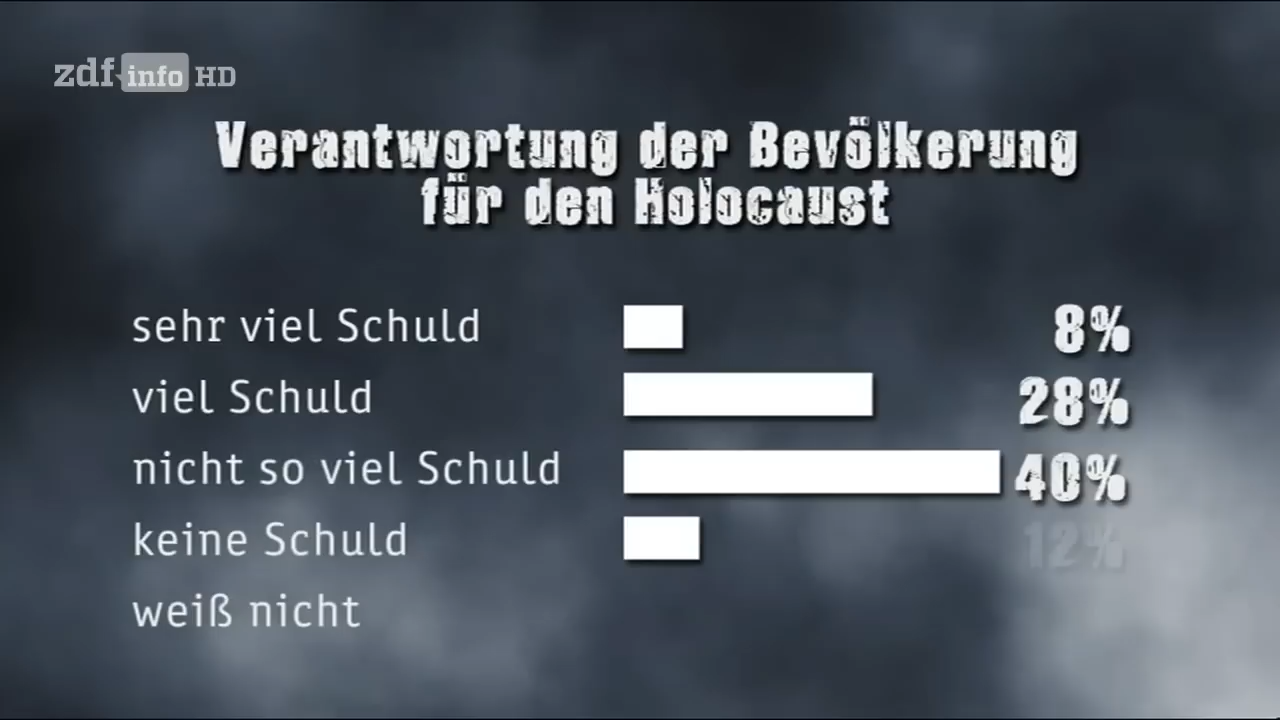 zdf info HD
Verantwortung der Bevölkerung
für den Holocaust
sehr viel Schuld 8%
viel Schuld 28%
nicht so viel Schuld 40%
keine Schuld 12%
weiß nicht